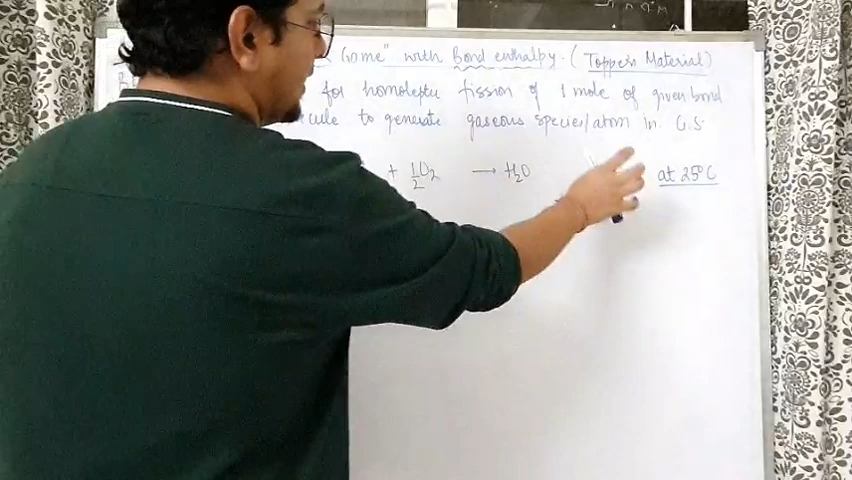 Game" with Bond enthalpy. (Toppers Material)
for homoleptic fission of 1 mole of given bond
cule to generate gaseous species/atom in G.S
+ 1/2 O2 → H2O at 25°C